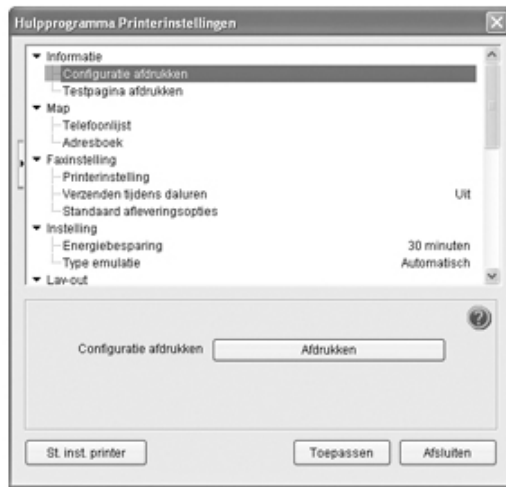 Hulpprogramma Printerinstellingen
Informatie
Configuratie afdrukken
Testpagina afdrukken
Map
Telefoonlijst
Adresboek
Faxinstelling
Printerinstelling
Verzenden tijdens daluren Uit
Standaard afleveringsopties
Instelling
Energiebesparing 30 minuten
Type emulatie Automatisch
Lay-out
?
Configuratie afdrukken Afdrukken
St. inst. printer Toepassen Afsluiten